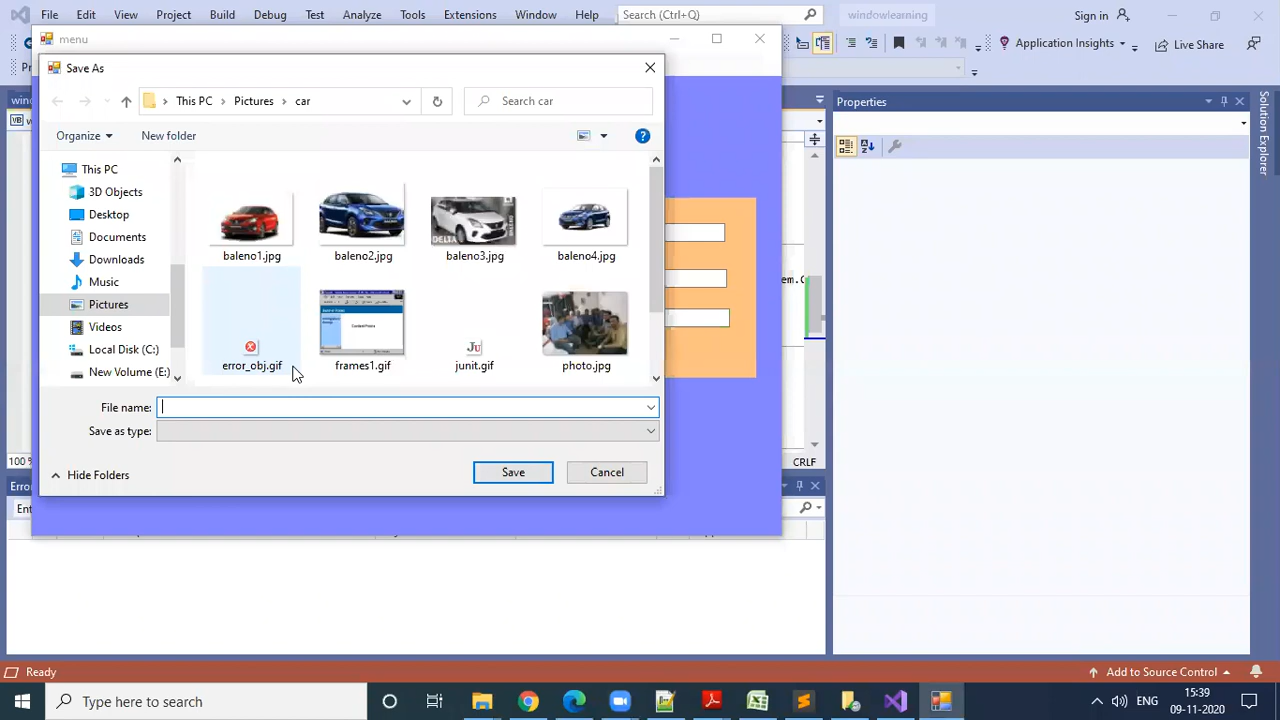 File Edit View Project Build Debug Test Analyze Tools Extensions Window Help Search (Ctrl+Q) windowlearning Sign in
menu
Application Insights Live Share
Save As
This PC Pictures car Search car
Properties
Organize New folder
Solution Explorer
This PC
3D Objects
Desktop
Documents
Downloads
Music
Pictures
Videos
Local Disk (C:)
New Volume (E:)
baleno1.jpg baleno2.jpg baleno3.jpg baleno4.jpg
DELTA
error_obj.gif frames1.gif junit.gif photo.jpg
JU
File name:
Save as type:
100 % CRLF
Hide Folders Save Cancel
Ready Add to Source Control
Type here to search ENG 15:39
09-11-2020